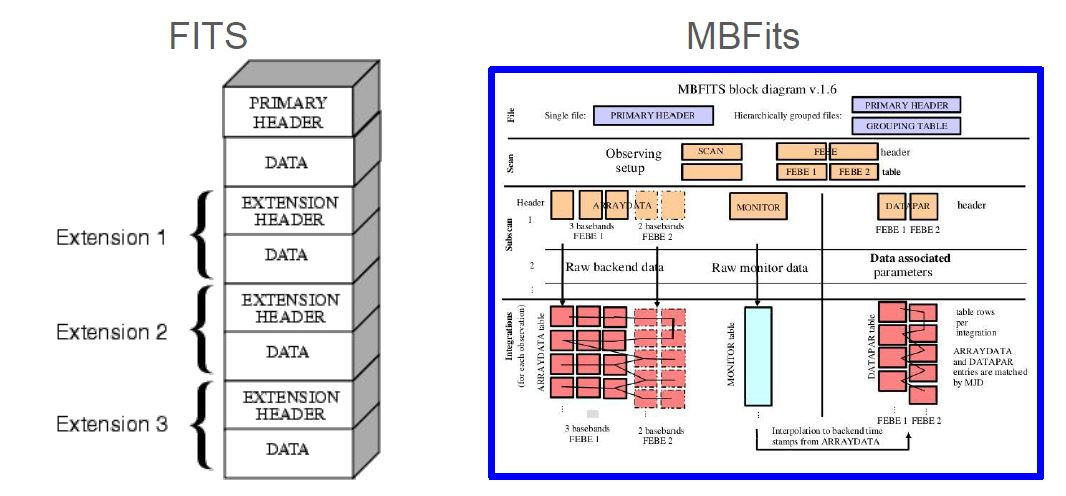 FITS
PRIMARY
HEADER
DATA
EXTENSION
HEADER
DATA
EXTENSION
HEADER
DATA
EXTENSION
HEADER
DATA
Extension 1
Extension 2
Extension 3
MBFits
MBFITS block diagram v.1.6
File
Single file:
PRIMARY HEADER
Hierarchically grouped files:
PRIMARY HEADER
GROUPING TABLE
Scan
Observing
setup
SCAN
FEBE
header
FEBE 1
FEBE 2
table
Subscan
Header
ARRAYDATA
MONITOR
DATAPAR
header
1
3 basebands
FEBE 1
2 basebands
FEBE 2
FEBE 1 FEBE 2
2
Raw backend data
Raw monitor data
Data associated
parameters
:
Integrations
(for each observation)
ARRAYDATA table
MONITOR table
DATAPAR table
table rows
per
integration
ARRAYDATA
and DATAPAR
entries are matched
by MJD
3 basebands
FEBE 1
2 basebands
FEBE 2
FEBE 1 FEBE 2
Interpolation to backend time
stamps from ARRAYDATA